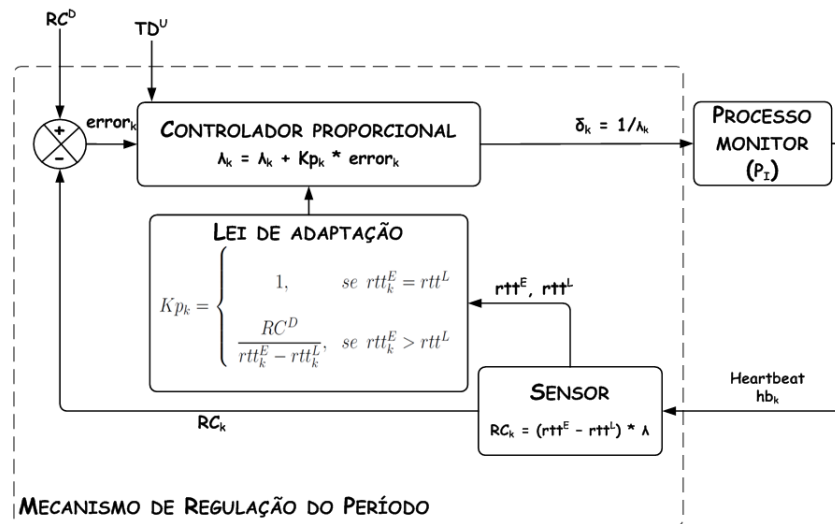 RC^D
TD^U
+
-
error_k
CONTROLADOR PROPORCIONAL
λ_k = λ_k + Kp_k * error_k
δ_k = 1/λ_k
PROCESSO
MONITOR
(P_I)
LEI DE ADAPTAÇÃO
Kp_k = { 1, se rtt_k^E = rtt^L
RC^D / (rtt_k^E − rtt_k^L), se rtt_k^E > rtt^L
rtt^E, rtt^L
SENSOR
RC_k = (rtt^E - rtt^L) * λ
Heartbeat
hb_k
RC_k
MECANISMO DE REGULAÇÃO DO PERÍODO